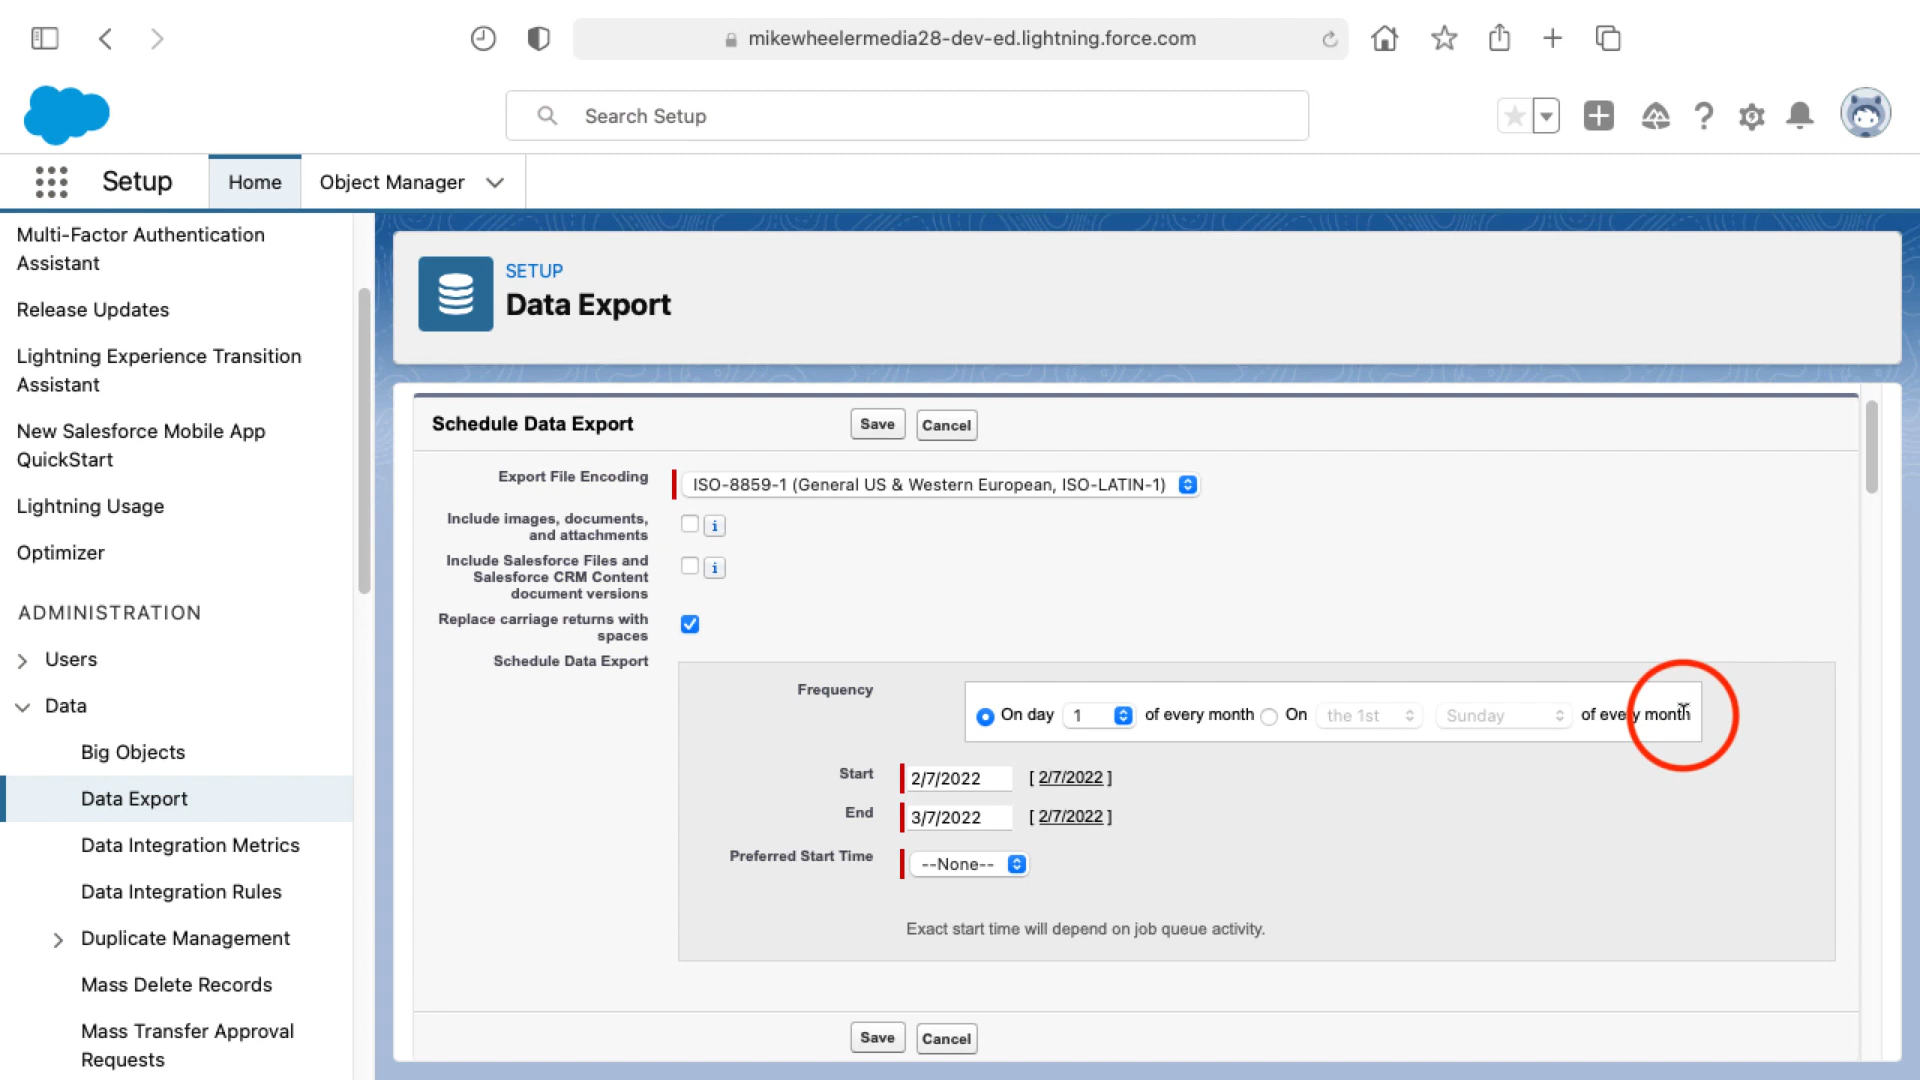 mikewheelermedia28-dev-ed.lightning.force.com
Search Setup
Setup
Home
Object Manager
Multi-Factor Authentication
Assistant
Release Updates
Lightning Experience Transition
Assistant
New Salesforce Mobile App
QuickStart
Lightning Usage
Optimizer
ADMINISTRATION
Users
Data
Big Objects
Data Export
Data Integration Metrics
Data Integration Rules
Duplicate Management
Mass Delete Records
Mass Transfer Approval
Requests
SETUP
Data Export
Schedule Data Export Save Cancel
Export File Encoding ISO-8859-1 (General US & Western European, ISO-LATIN-1)
Include images, documents,
and attachments
Include Salesforce Files and
Salesforce CRM Content
document versions
Replace carriage returns with
spaces
Schedule Data Export
Frequency On day 1 of every month On the 1st Sunday of every month
Start 2/7/2022 [ 2/7/2022 ]
End 3/7/2022 [ 2/7/2022 ]
Preferred Start Time --None--
Exact start time will depend on job queue activity.
Save Cancel